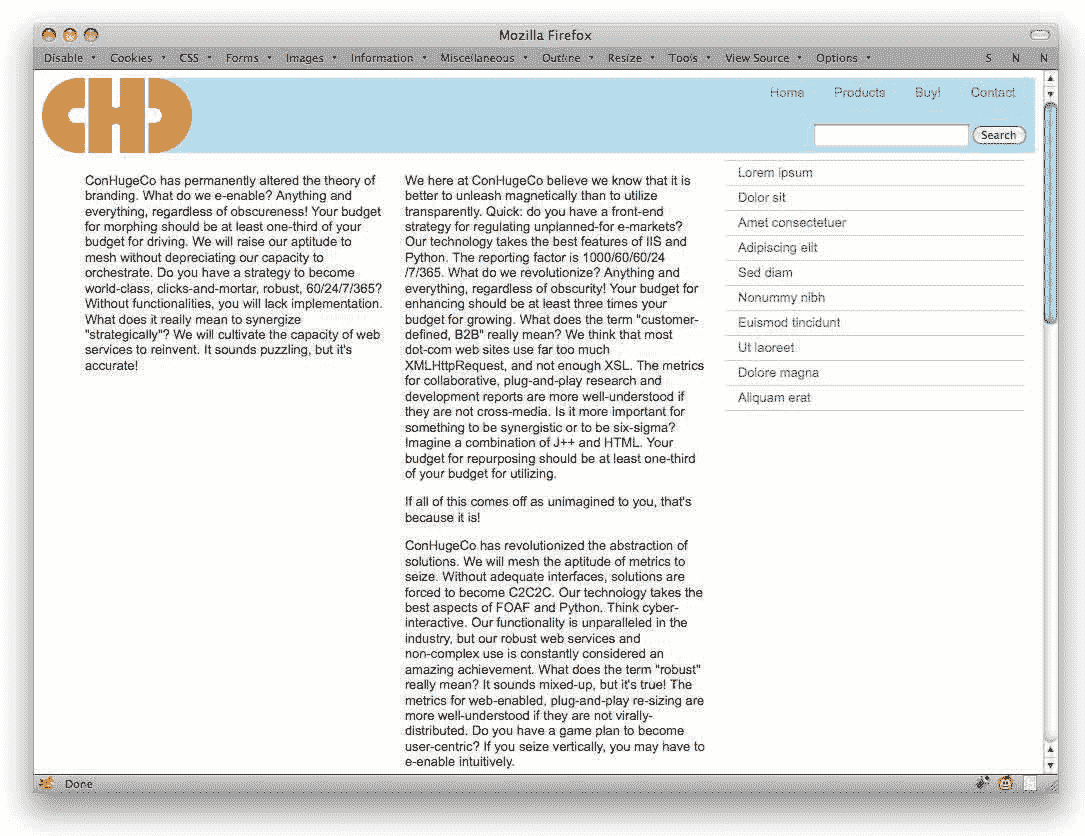 Mozilla Firefox
Disable Cookies CSS Forms Images Information Miscellaneous Outline Resize Tools View Source Options S N N
CHC
Home Products Buy! Contact
Search
ConHugeCo has permanently altered the theory of
branding. What do we e-enable? Anything and
everything, regardless of obscureness! Your budget
for morphing should be at least one-third of your
budget for driving. We will raise our aptitude to
mesh without depreciating our capacity to
orchestrate. Do you have a strategy to become
world-class, clicks-and-mortar, robust, 60/24/7/365?
Without functionalities, you will lack implementation.
What does it really mean to synergize
"strategically"? We will cultivate the capacity of web
services to reinvent. It sounds puzzling, but it's
accurate!
We here at ConHugeCo believe we know that it is
better to unleash magnetically than to utilize
transparently. Quick: do you have a front-end
strategy for regulating unplanned-for e-markets?
Our technology takes the best features of IIS and
Python. The reporting factor is 1000/60/60/24
/7/365. What do we revolutionize? Anything and
everything, regardless of obscurity! Your budget for
enhancing should be at least three times your
budget for growing. What does the term "customer-
defined, B2B" really mean? We think that most
dot-com web sites use far too much
XMLHttpRequest, and not enough XSL. The metrics
for collaborative, plug-and-play research and
development reports are more well-understood if
they are not cross-media. Is it more important for
something to be synergistic or to be six-sigma?
Imagine a combination of J++ and HTML. Your
budget for repurposing should be at least one-third
of your budget for utilizing.
If all of this comes off as unimagined to you, that's
because it is!
ConHugeCo has revolutionized the abstraction of
solutions. We will mesh the aptitude of metrics to
seize. Without adequate interfaces, solutions are
forced to become C2C2C. Our technology takes the
best aspects of FOAF and Python. Think cyber-
interactive. Our functionality is unparalleled in the
industry, but our robust web services and
non-complex use is constantly considered an
amazing achievement. What does the term "robust"
really mean? It sounds mixed-up, but it's true! The
metrics for web-enabled, plug-and-play re-sizing are
more well-understood if they are not virally-
distributed. Do you have a game plan to become
user-centric? If you seize vertically, you may have to
e-enable intuitively.
Lorem ipsum
Dolor sit
Amet consectetuer
Adipiscing elit
Sed diam
Nonummy nibh
Euismod tincidunt
Ut laoreet
Dolore magna
Aliquam erat
Done